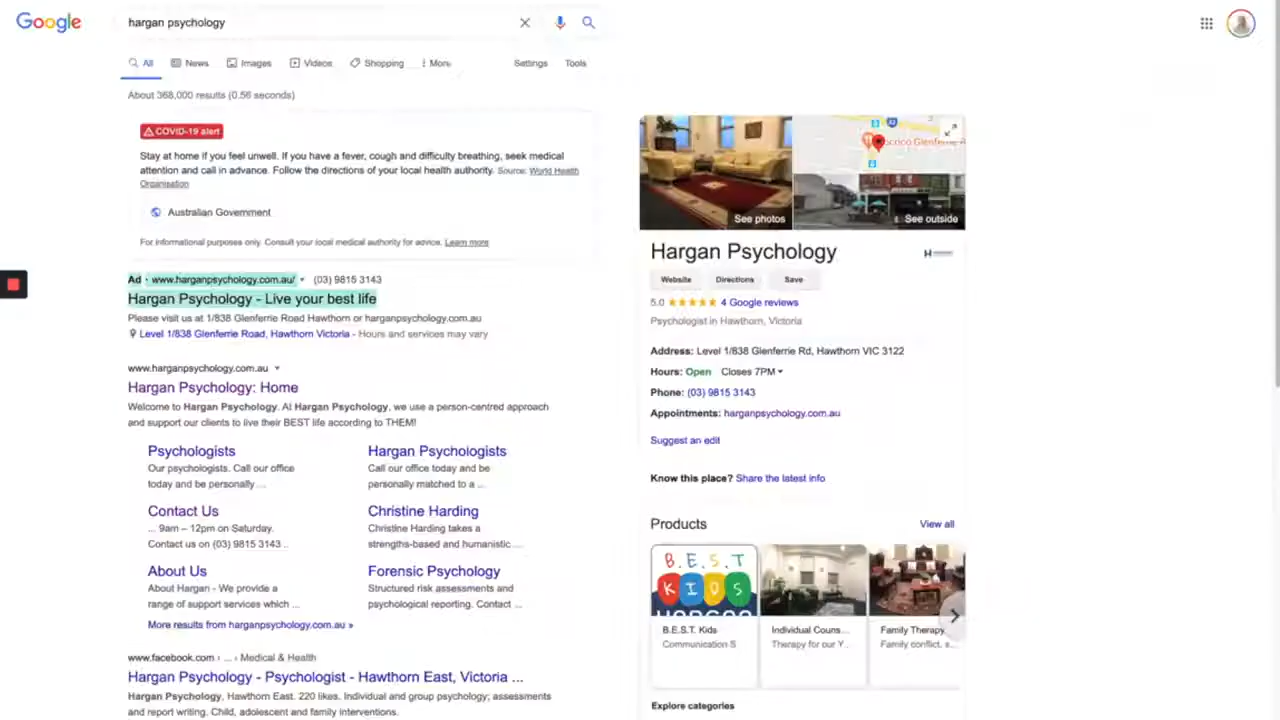 Google
hargan psychology
All News Images Videos Shopping More Settings Tools
About 368,000 results (0.56 seconds)
COVID-19 alert
Stay at home if you feel unwell. If you have a fever, cough and difficulty breathing, seek medical
attention and call in advance. Follow the directions of your local health authority. Source: World Health
Organisation
Australian Government
For informational purposes only. Consult your local medical authority for advice. Learn more
Ad · www.harganpsychology.com.au/ (03) 9815 3143
Hargan Psychology - Live your best life
Please visit us at 1/838 Glenferrie Road Hawthorn or harganpsychology.com.au
Level 1/838 Glenferrie Road, Hawthorn Victoria - Hours and services may vary
www.harganpsychology.com.au
Hargan Psychology: Home
Welcome to Hargan Psychology. At Hargan Psychology, we use a person-centred approach
and support our clients to live their BEST life according to THEM!
Psychologists
Our psychologists. Call our office
today and be personally ...
Hargan Psychologists
Call our office today and be
personally matched to a ...
Contact Us
... 9am – 12pm on Saturday.
Contact us on (03) 9815 3143 ..
Christine Harding
Christine Harding takes a
strengths-based and humanistic ...
About Us
About Hargan - We provide a
range of support services which ...
Forensic Psychology
Structured risk assessments and
psychological reporting. Contact ...
More results from harganpsychology.com.au »
www.facebook.com › ... › Medical & Health
Hargan Psychology - Psychologist - Hawthorn East, Victoria ...
Hargan Psychology, Hawthorn East. 220 likes. Individual and group psychology; assessments
and report writing. Child, adolescent and family interventions.
See photos
See outside
Hargan Psychology
Website Directions Save
5.0 4 Google reviews
Psychologist in Hawthorn, Victoria
Address: Level 1/838 Glenferrie Rd, Hawthorn VIC 3122
Hours: Open Closes 7PM
Phone: (03) 9815 3143
Appointments: harganpsychology.com.au
Suggest an edit
Know this place? Share the latest info
Products View all
B.E.S.T
KIDS
HARGAN
B.E.S.T. Kids
Communication S
Individual Couns...
Therapy for our Y...
Family Therapy
Family conflict, s...
Explore categories